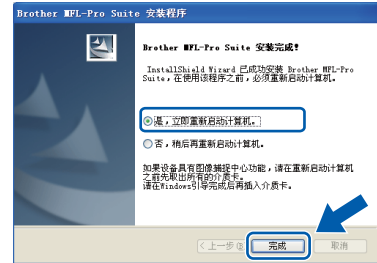 Brother MFL-Pro Suite 安装程序
Brother MFL-Pro Suite 安装完成!
InstallShield Wizard 已成功安装 Brother MFL-Pro
Suite，在使用该程序之前，必须重新启动计算机。
是，立即重新启动计算机。
否，稍后再重新启动计算机。
如果设备具有图像捕捉中心功能，请在重新启动计算机
之前先取出所有的介质卡。
请在Windows引导完成后再插入介质卡。
<上一步(B) 完成 取消